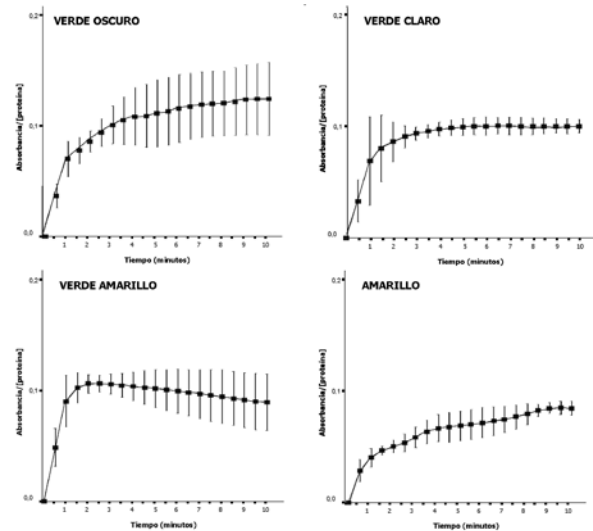 VERDE OSCURO
0,2
0,1
0,0
Absorbancia/[proteina]
1 2 3 4 5 6 7 8 9 10
Tiempo (minutos)
VERDE CLARO
0,2
0,1
0,0
Absorbancia/[proteina]
1 2 3 4 5 6 7 8 9 10
Tiempo (minutos)
VERDE AMARILLO
0,2
0,1
0,0
Absorbancia/[proteina]
1 2 3 4 5 6 7 8 9 10
Tiempo (minutos)
AMARILLO
0,2
0,1
0,0
Absorbancia/[proteina]
1 2 3 4 5 6 7 8 9 10
Tiempo (minutos)